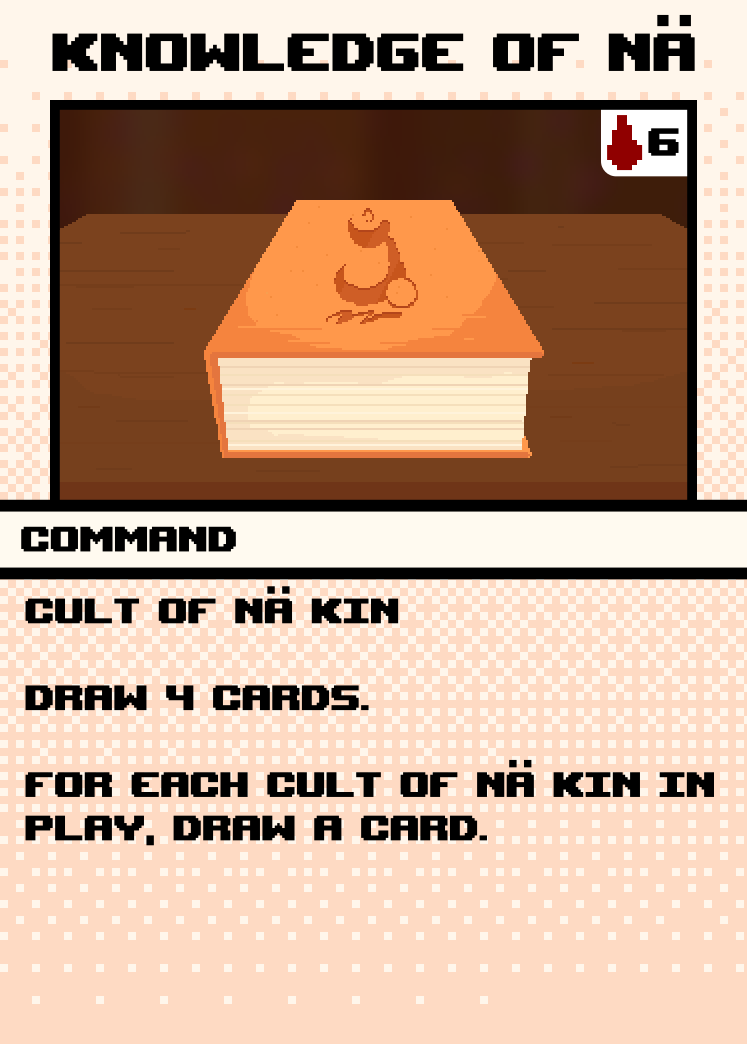 KNOWLEDGE OF NÄ
6
COMMAND
CULT OF NÄ KIN
DRAW 4 CARDS.
FOR EACH CULT OF NÄ KIN IN
PLAY, DRAW A CARD.